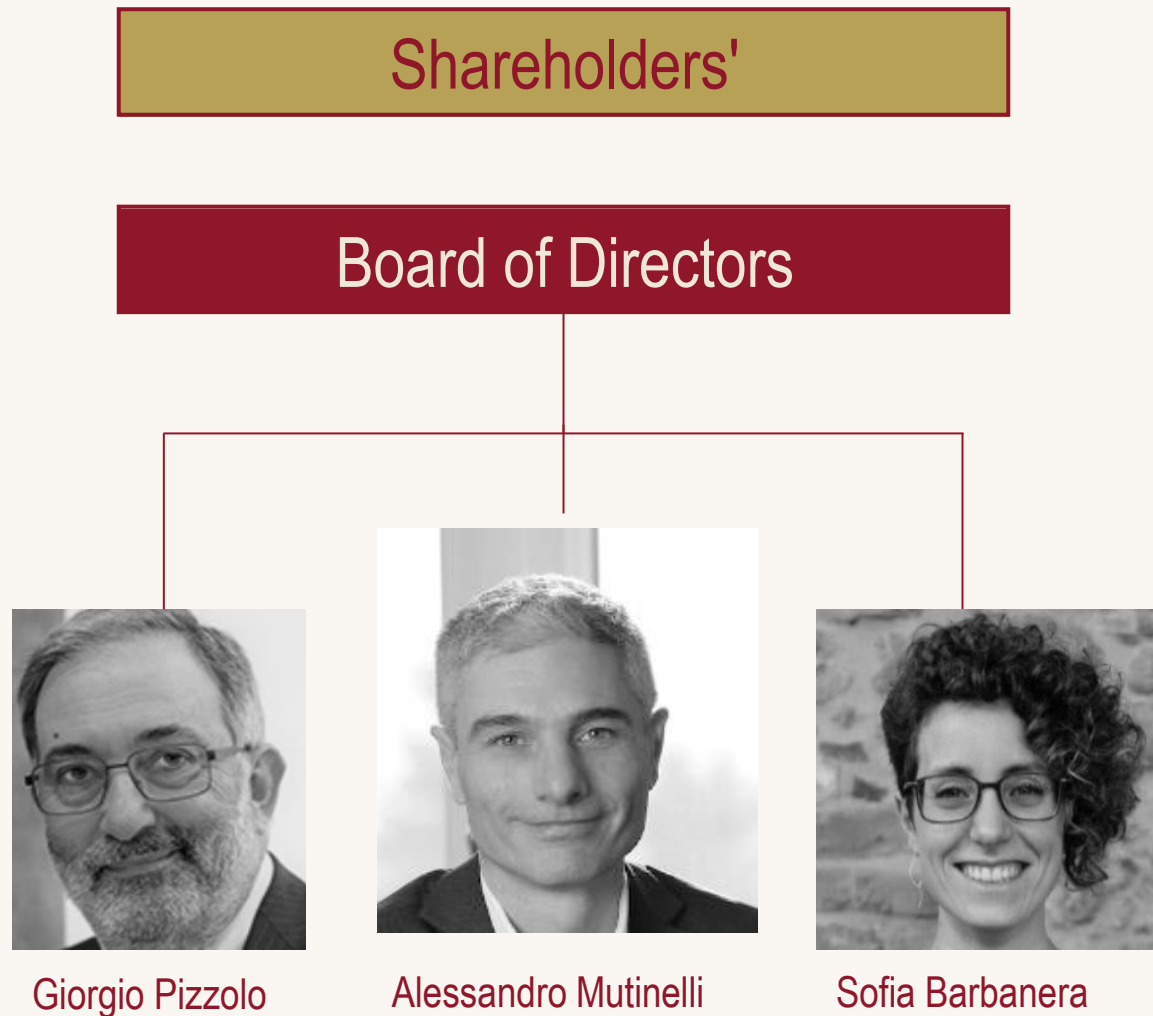 Shareholders'
Board of Directors
Giorgio Pizzolo
Alessandro Mutinelli
Sofia Barbanera